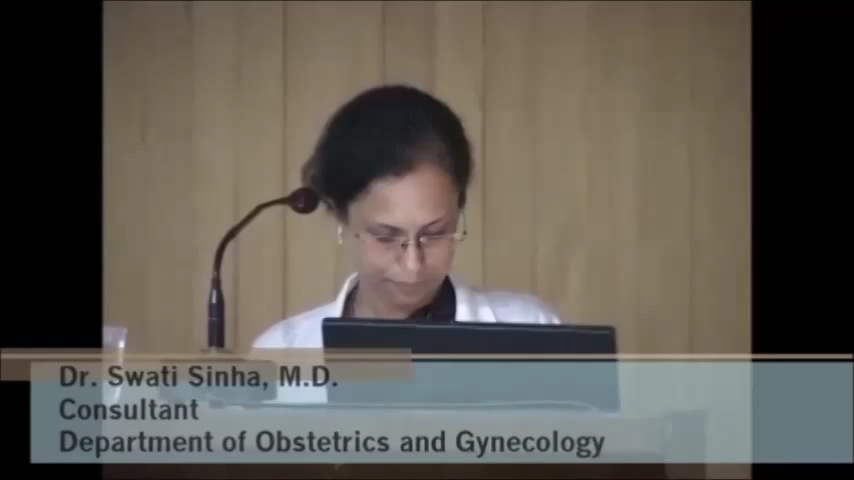 Dr. Swati Sinha, M.D.
Consultant
Department of Obstetrics and Gynecology